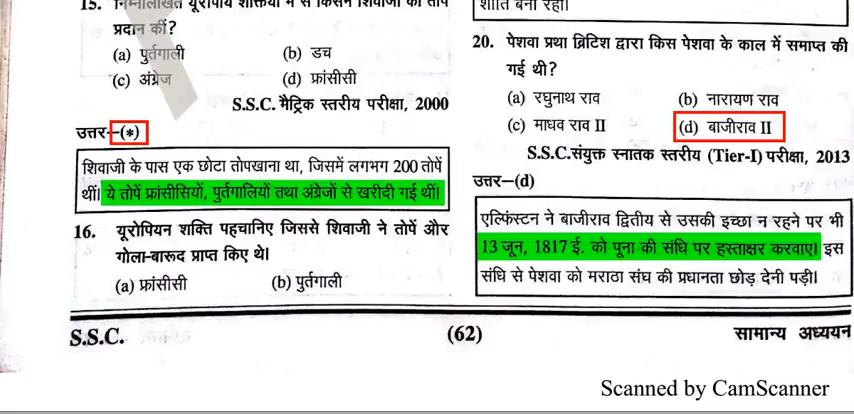 15. निम्नलिखित यूरोपीय शक्तियों में से किसने शिवाजी को तोपें
प्रदान कीं?
(a) पुर्तगाली (b) डच
(c) अंग्रेज (d) फ्रांसीसी
S.S.C. मैट्रिक स्तरीय परीक्षा, 2000
उत्तर–(*)
शिवाजी के पास एक छोटा तोपखाना था, जिसमें लगभग 200 तोपें
थीं। ये तोपें फ्रांसीसियों, पुर्तगालियों तथा अंग्रेजों से खरीदी गई थीं।
16. यूरोपियन शक्ति पहचानिए जिससे शिवाजी ने तोपें और
गोला-बारूद प्राप्त किए थे।
(a) फ्रांसीसी (b) पुर्तगाली
शांति बनी रही।
20. पेशवा प्रथा ब्रिटिश द्वारा किस पेशवा के काल में समाप्त की
गई थी?
(a) रघुनाथ राव (b) नारायण राव
(c) माधव राव II (d) बाजीराव II
S.S.C.संयुक्त स्नातक स्तरीय (Tier-I) परीक्षा, 2013
उत्तर–(d)
एल्फिंस्टन ने बाजीराव द्वितीय से उसकी इच्छा न रहने पर भी
13 जून, 1817 ई. को पूना की संधि पर हस्ताक्षर करवाए। इस
संधि से पेशवा को मराठा संघ की प्रधानता छोड़ देनी पड़ी।
S.S.C. (62) सामान्य अध्ययन
Scanned by CamScanner